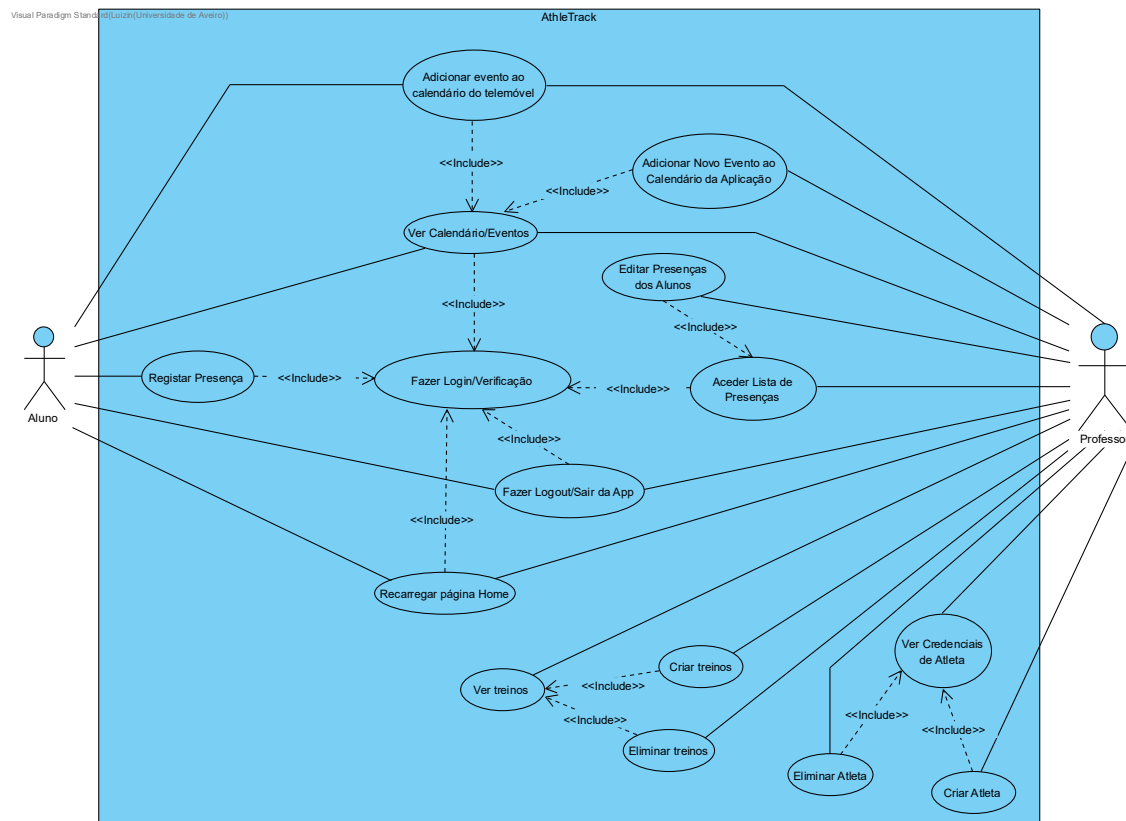 Visual Paradigm Standard(Luizin(Universidade de Aveiro))
AthleTrack
Adicionar evento ao
calendário do telemóvel
<<Include>>
Adicionar Novo Evento ao
Calendário da Aplicação
<<Include>>
Ver Calendário/Eventos
Editar Presenças
dos Alunos
<<Include>>
<<Include>>
Aluno
Registar Presença
<<Include>>
Fazer Login/Verificação
<<Include>>
Aceder Lista de
Presenças
Professor
<<Include>>
Fazer Logout/Sair da App
<<Include>>
Recarregar página Home
Ver treinos
<<Include>>
Criar treinos
<<Include>>
Eliminar treinos
Ver Credenciais
de Atleta
<<Include>>
<<Include>>
Eliminar Atleta
Criar Atleta